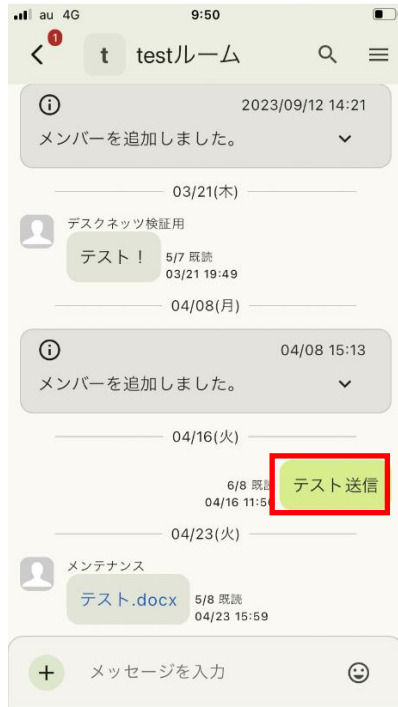 au 4G 9:50
1
t testルーム
2023/09/12 14:21
メンバーを追加しました。
03/21(木)
デスクネッツ検証用
テスト！ 5/7 既読
03/21 19:49
04/08(月)
04/08 15:13
メンバーを追加しました。
04/16(火)
テスト送信
6/8
04/16
04/23(火)
メンテナンス
テスト.docx 5/8 既読
04/23 15:59
+ メッセージを入力